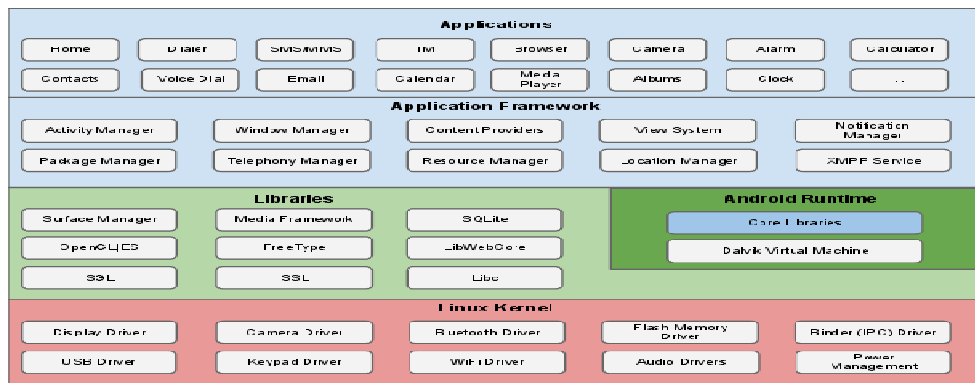 Applications
Home Dialer SMS/MMS IM Browser Camera Alarm Calculator
Contacts Voice Dial Email Calendar Media Player Albums Clock ...
Application Framework
Activity Manager Window Manager Content Providers View System Notification Manager
Package Manager Telephony Manager Resource Manager Location Manager XMPP Service
Libraries
Surface Manager Media Framework SQLite
OpenGL|ES FreeType LibWebCore
SGL SSL Libc
Android Runtime
Core Libraries
Dalvik Virtual Machine
Linux Kernel
Display Driver Camera Driver Bluetooth Driver Flash Memory Driver Binder (IPC) Driver
USB Driver Keypad Driver WiFi Driver Audio Drivers Power Management